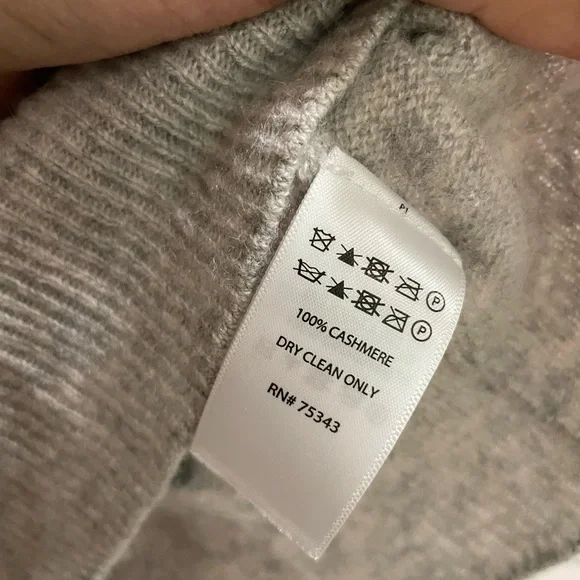 P1
P
P
100% CASHMERE
DRY CLEAN ONLY
RN# 75343